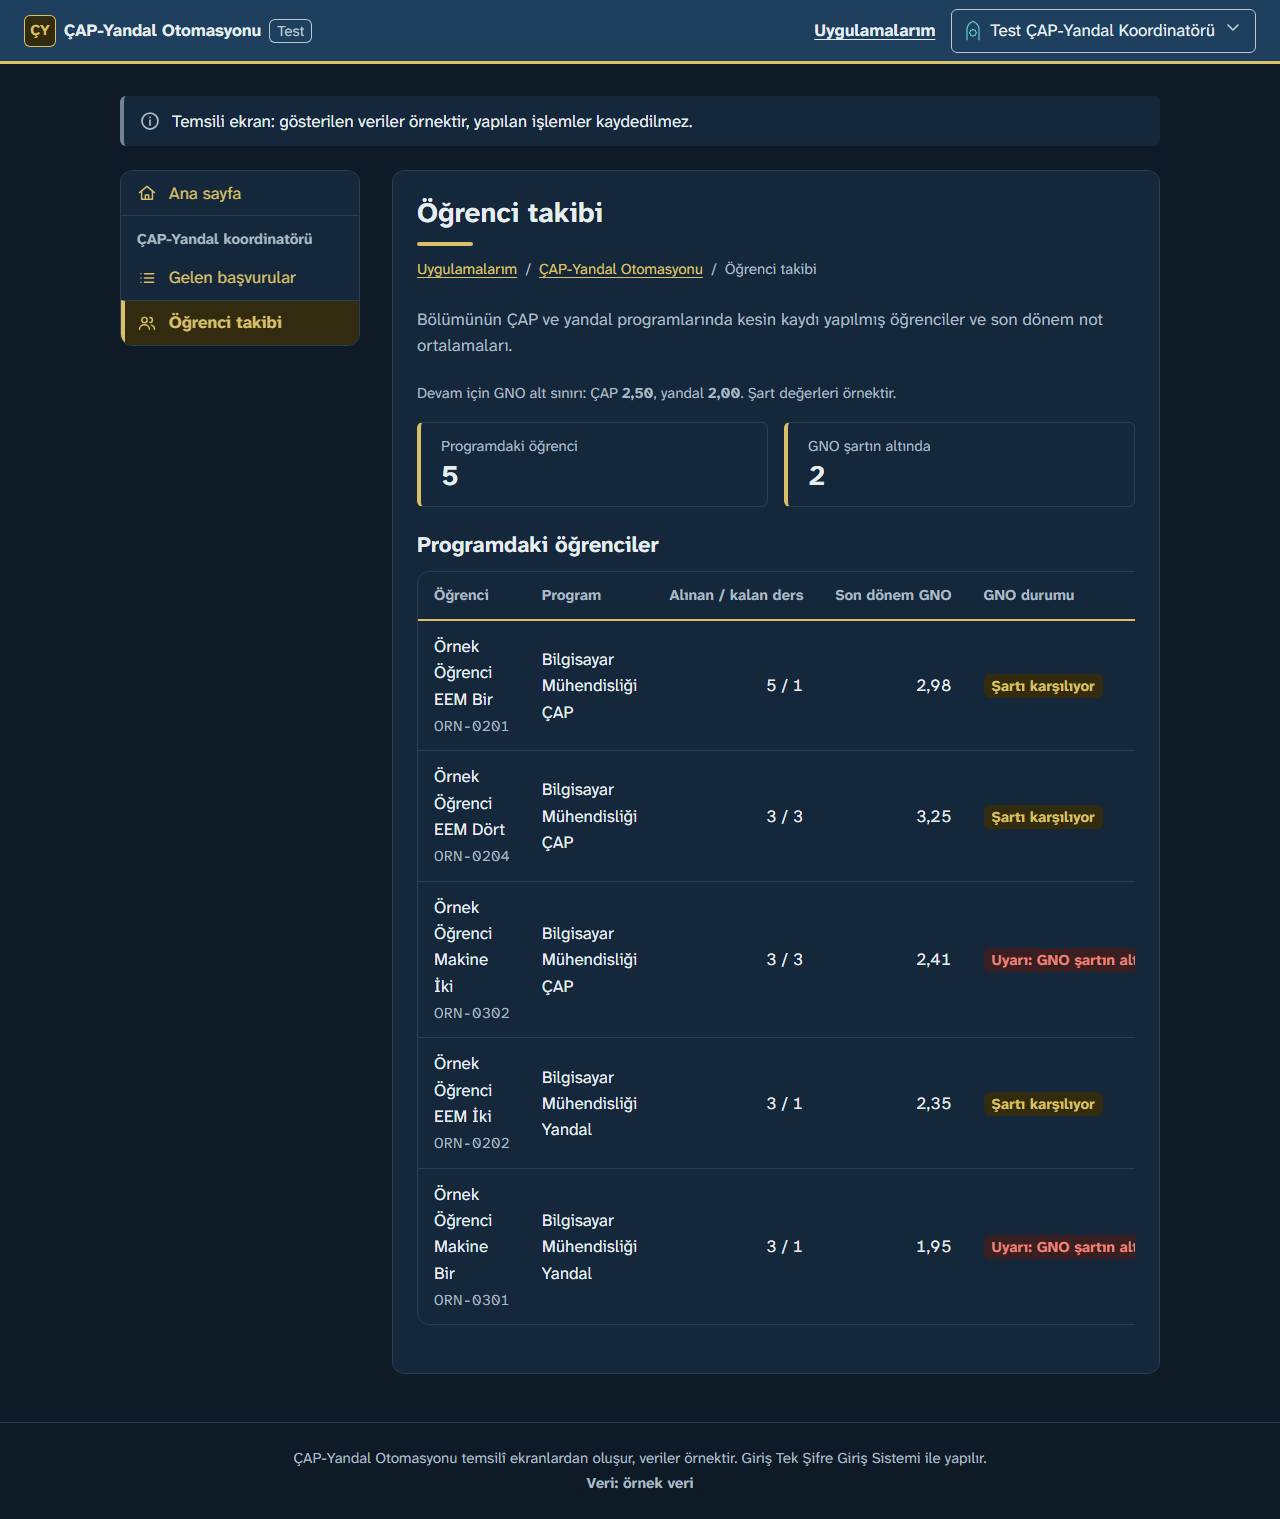 ÇY ÇAP-Yandal Otomasyonu Test
Uygulamalarım
Test ÇAP-Yandal Koordinatörü
Temsili ekran: gösterilen veriler örnektir, yapılan işlemler kaydedilmez.
Ana sayfa
ÇAP-Yandal koordinatörü
Gelen başvurular
Öğrenci takibi
Öğrenci takibi
Uygulamalarım / ÇAP-Yandal Otomasyonu / Öğrenci takibi
Bölümünün ÇAP ve yandal programlarında kesin kaydı yapılmış öğrenciler ve son dönem not
ortalamaları.
Devam için GNO alt sınırı: ÇAP 2,50, yandal 2,00. Şart değerleri örnektir.
Programdaki öğrenci
5
GNO şartın altında
2
Programdaki öğrenciler
Öğrenci Program Alınan / kalan ders Son dönem GNO GNO durumu
Örnek
Öğrenci
EEM Bir
ORN-0201
Bilgisayar
Mühendisliği
ÇAP
5 / 1
2,98
Şartı karşılıyor
Örnek
Öğrenci
EEM Dört
ORN-0204
Bilgisayar
Mühendisliği
ÇAP
3 / 3
3,25
Şartı karşılıyor
Örnek
Öğrenci
Makine
İki
ORN-0302
Bilgisayar
Mühendisliği
ÇAP
3 / 3
2,41
Uyarı: GNO şartın
Örnek
Öğrenci
EEM İki
ORN-0202
Bilgisayar
Mühendisliği
Yandal
3 / 1
2,35
Şartı karşılıyor
Örnek
Öğrenci
Makine
Bir
ORN-0301
Bilgisayar
Mühendisliği
Yandal
3 / 1
1,95
Uyarı: GNO şartın
ÇAP-Yandal Otomasyonu temsilî ekranlardan oluşur, veriler örnektir. Giriş Tek Şifre Giriş Sistemi ile yapılır.
Veri: örnek veri